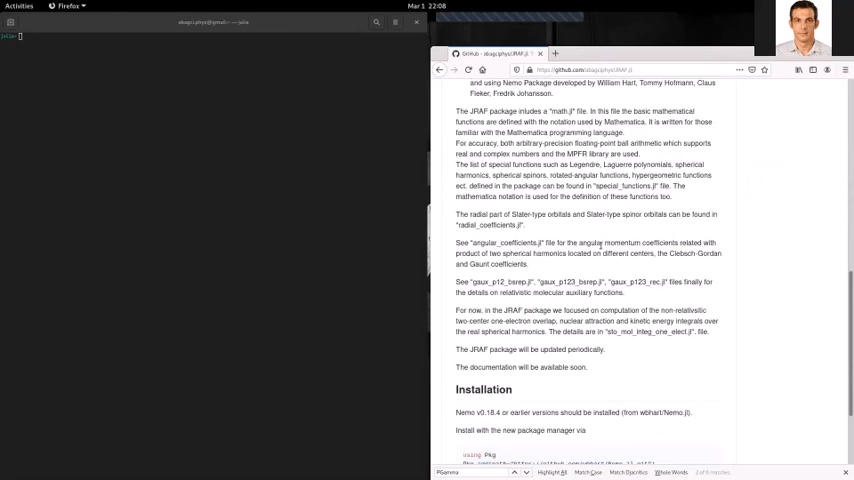 Activities Firefox Mar 1 22:08
abagciphys@gmail:~ — julia
julia>
GitHub - abagciphys/JRAF.jl
https://github.com/abagciphys/JRAF.jl
and using Nemo Package developed by William Hart, Tommy Hofmann, Claus
Fieker, Fredrik Johansson.
The JRAF package inludes a "math.jl" file. In this file the basic mathematical
functions are defined with the notation used by Mathematica. It is written for those
familiar with the Mathematica programming language.
For accuracy, both arbitrary-precision floating-point ball arithmetic which supports
real and complex numbers and the MPFR library are used.
The list of special functions such as Legendre, Laguerre polynomials, spherical
harmonics, spherical spinors, rotated-angular functions, hypergeometric functions
ect. defined in the package can be found in "special_functions.jl" file. The
mathematica notation is used for the definition of these functions too.
The radial part of Slater-type orbitals and Slater-type spinor orbitals can be found in
"radial_coefficients.jl".
See "angular_coefficients.jl" file for the angular momentum coefficients related with
product of two spherical harmonics located on different centers, the Clebsch-Gordan
and Gaunt coefficients.
See "gaux_p12_bsrep.jl", "gaux_p123_bsrep.jl", "gaux_p123_rec.jl" files finally for
the details on relativistic molecular auxiliary functions.
For now, in the JRAF package we focused on computation of the non-relativsitic
two-center one-electron overlap, nuclear attraction and kinetic energy integrals over
the real spherical harmonics. The details are in "sto_mol_integ_one_elect.jl". file.
The JRAF package will be updated periodically.
The documentation will be available soon.
Installation
Nemo v0.18.4 or earlier versions should be installed (from wbhart/Nemo.jl).
Install with the new package manager via
using Pkg
PGamma Highlight All Match Case Match Diacritics Whole Words 2 of 6 matches